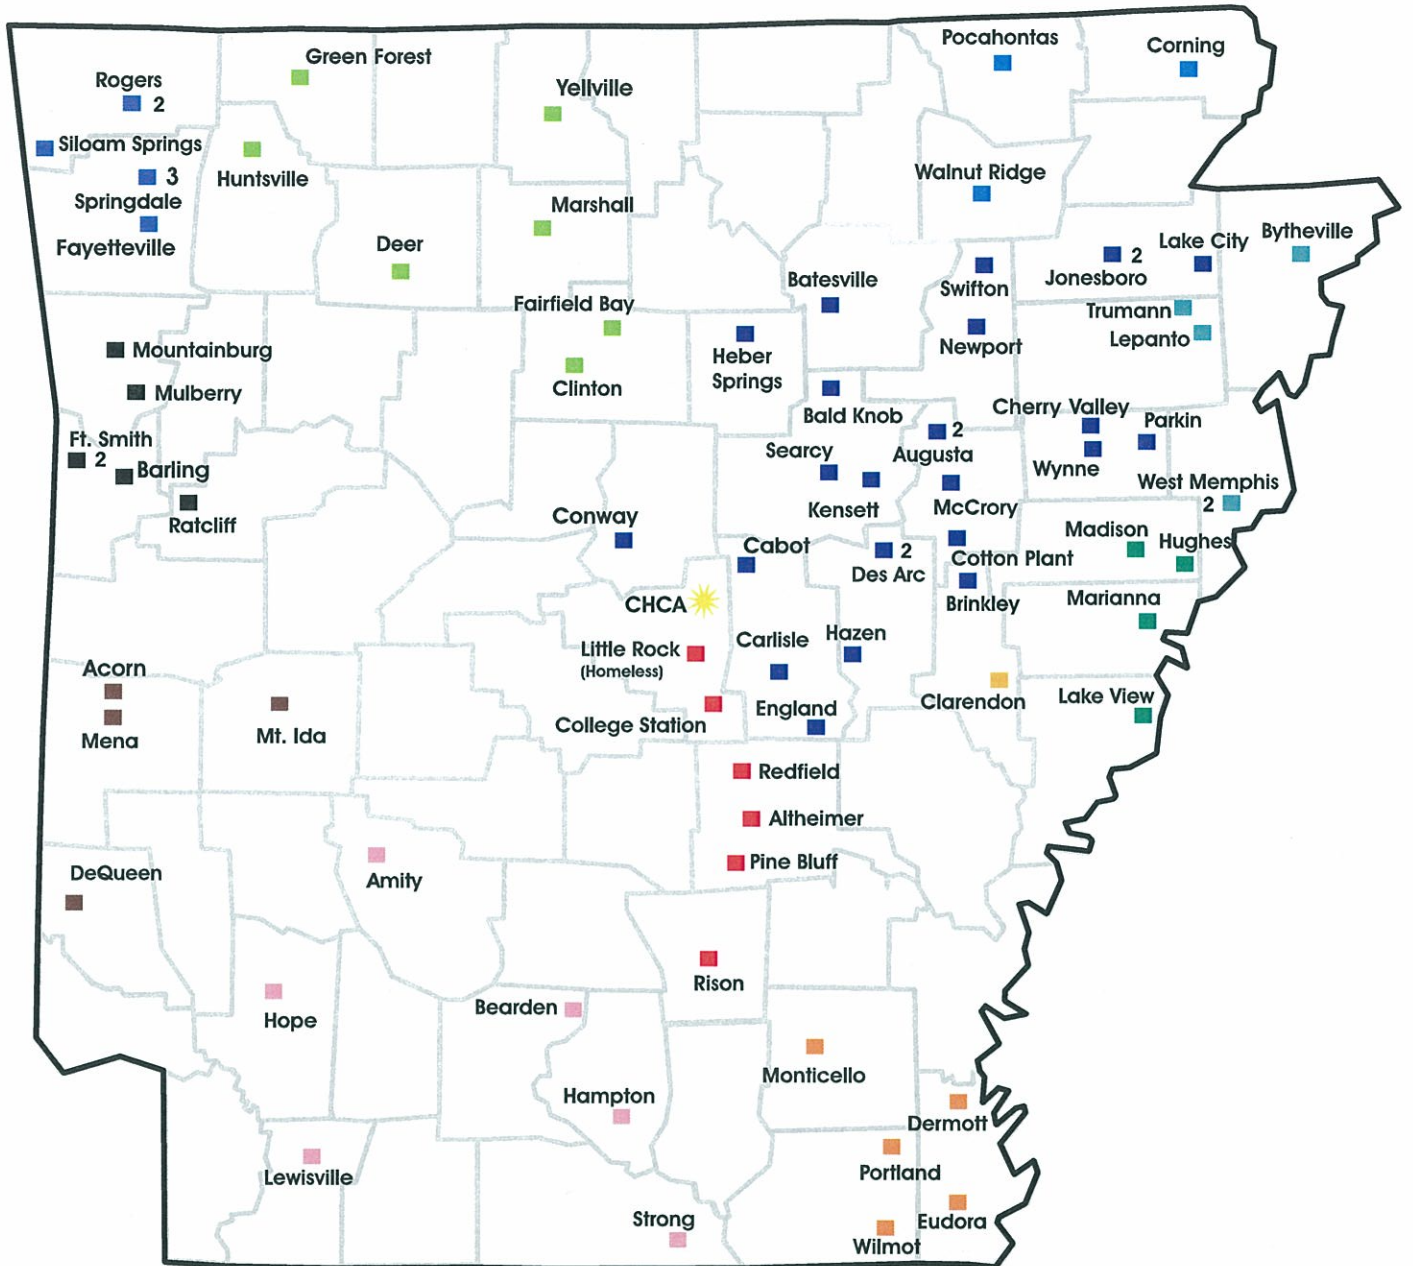 Pocahontas
Corning
Green Forest
Rogers
2
Yellville
Siloam Springs
3
Springdale
Fayetteville
Huntsville
Walnut Ridge
Marshall
Deer
Bytheville
Lake City
2
Jonesboro
Batesville
Swifton
Fairfield Bay
Trumann
Lepanto
Newport
Mountainburg
Heber
Springs
Clinton
Mulberry
Bald Knob
Cherry Valley
Parkin
Ft. Smith
2
Barling
Searcy
2
Augusta
Wynne
West Memphis
2
Kensett
McCrory
Ratcliff
Conway
Cabot
2
Des Arc
Cotton Plant
Madison
Hughes
Brinkley
Marianna
CHCA
Little Rock
(Homeless)
Carlisle
Hazen
Acorn
Mena
Mt. Ida
College Station
England
Clarendon
Lake View
Redfield
Altheimer
Pine Bluff
DeQueen
Amity
Rison
Hope
Bearden
Monticello
Hampton
Dermott
Lewisville
Portland
Strong
Eudora
Wilmot